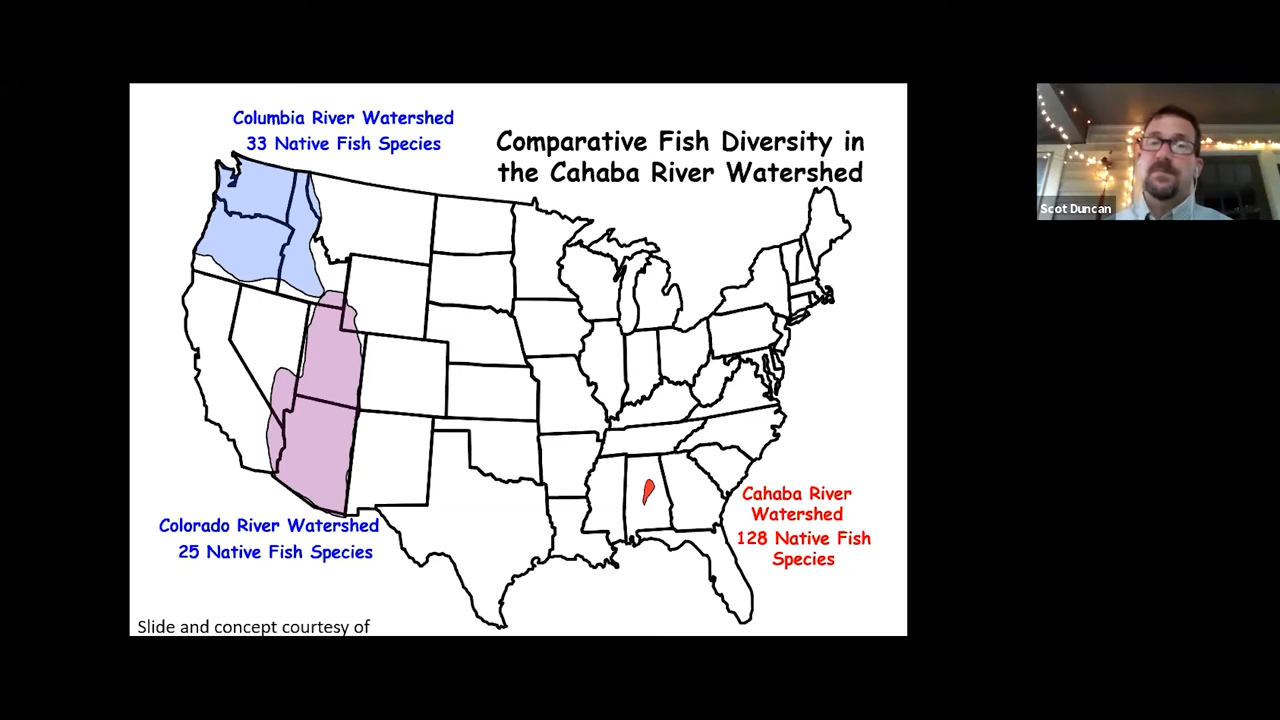 Columbia River Watershed
33 Native Fish Species
Comparative Fish Diversity in
the Cahaba River Watershed
Scot Duncan
Cahaba River
Watershed
128 Native Fish
Species
Colorado River Watershed
25 Native Fish Species
Slide and concept courtesy of